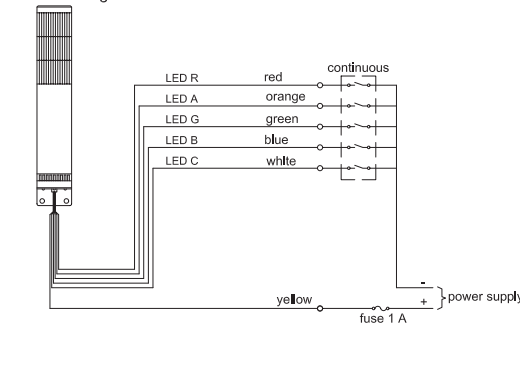 continuous
LED R red
LED A orange
LED G green
LED B blue
LED C white
-
yellow + power supply
fuse 1 A